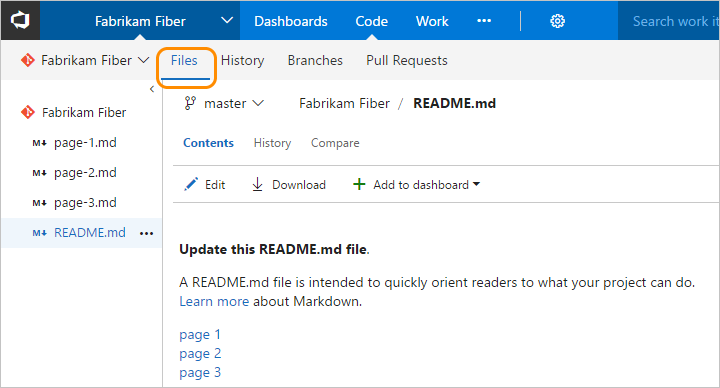 Fabrikam Fiber Dashboards Code Work ••• Search work it
Fabrikam Fiber Files History Branches Pull Requests
Fabrikam Fiber
page-1.md
page-2.md
page-3.md
README.md •••
master Fabrikam Fiber / README.md
Contents History Compare
Edit Download Add to dashboard
Update this README.md file.
A README.md file is intended to quickly orient readers to what your project can do.
Learn more about Markdown.
page 1
page 2
page 3